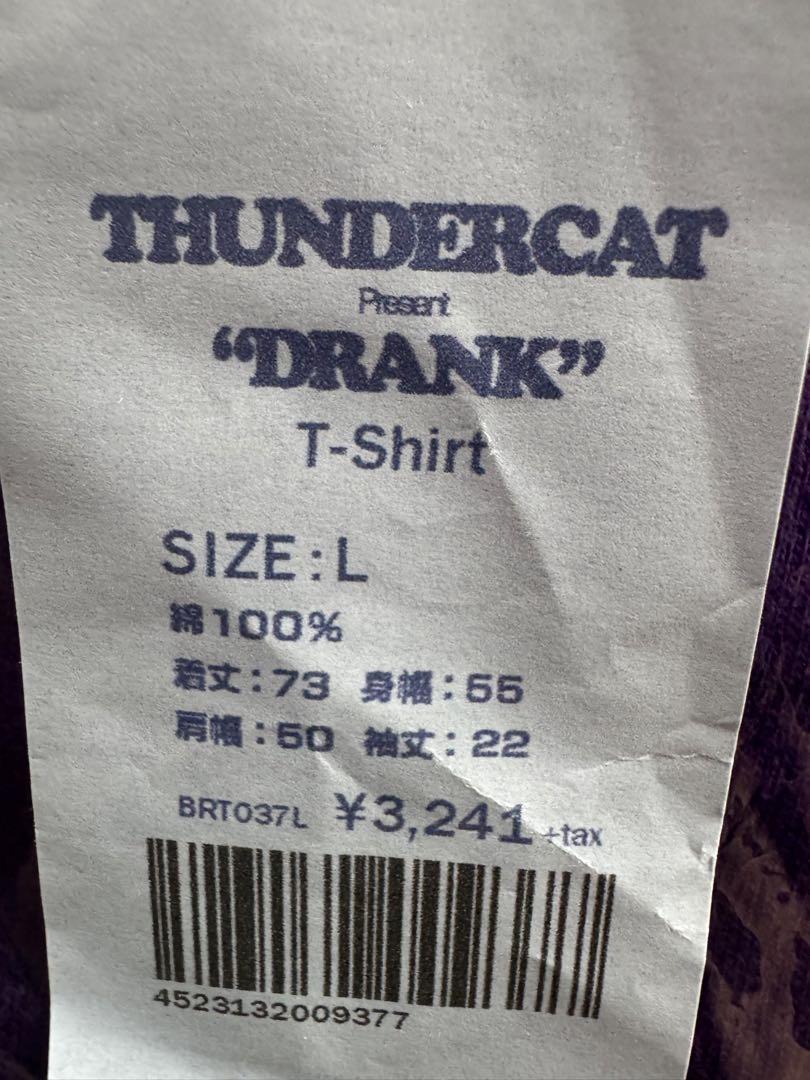 THUNDERCAT
Present
“DRANK”
T-Shirt
SIZE:L
綿100%
着丈:73 身幅:55
肩幅:50 袖丈:22
BRT037L ¥3,241 +tax
4523132009377